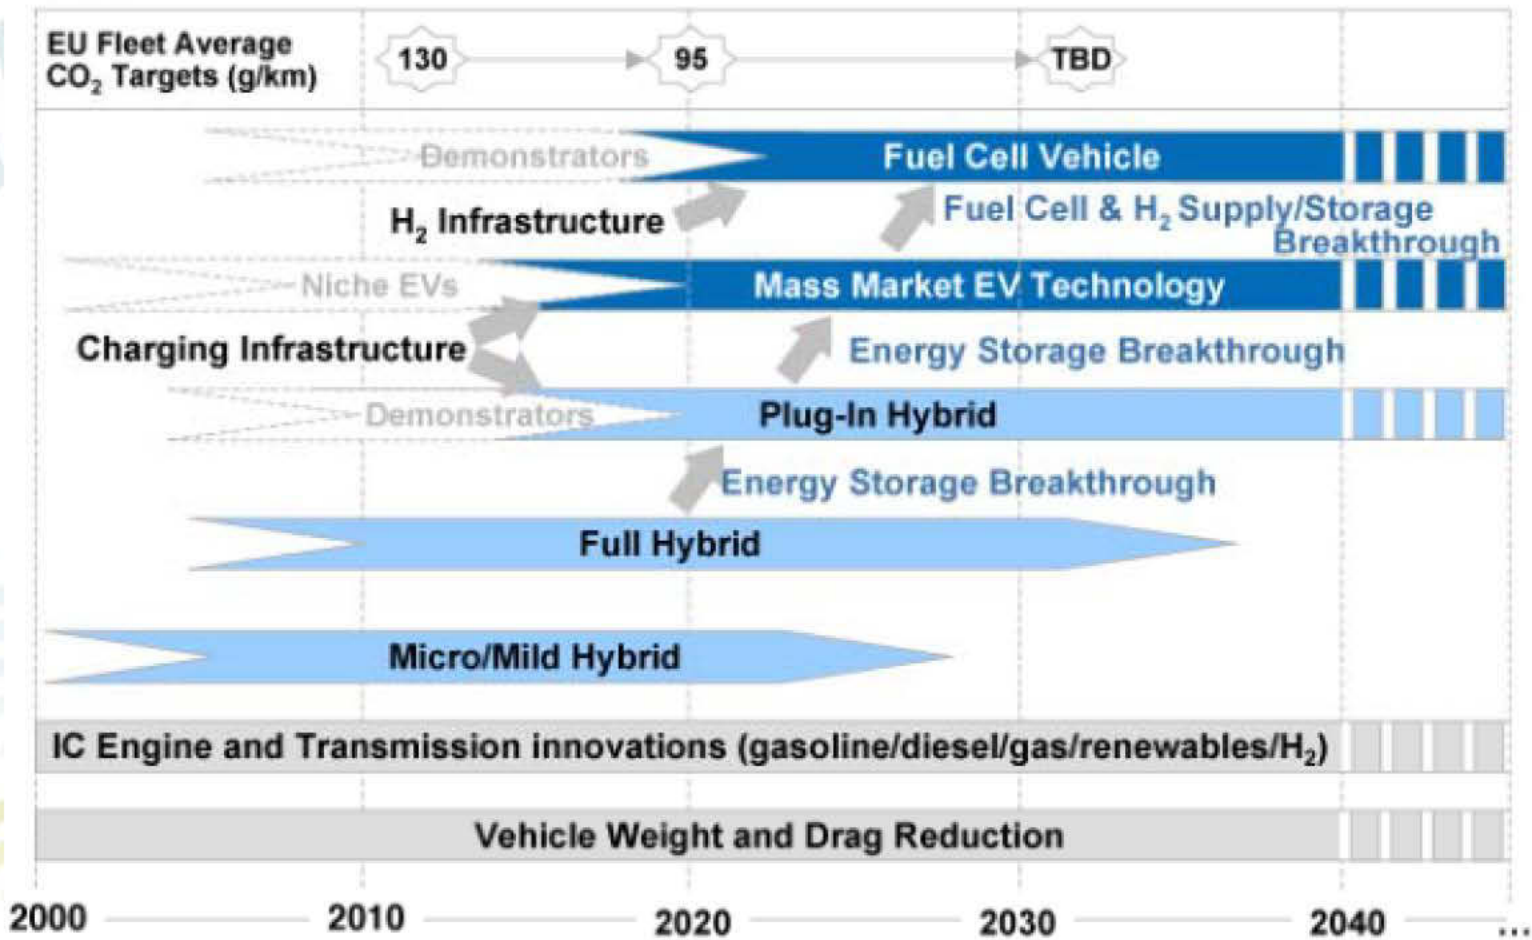 EU Fleet Average
CO₂ Targets (g/km)
130
95
TBD
Demonstrators
Fuel Cell Vehicle
H₂ Infrastructure
Fuel Cell & H₂ Supply/Storage
Breakthrough
Niche EVs
Mass Market EV Technology
Charging Infrastructure
Energy Storage Breakthrough
Demonstrators
Plug-In Hybrid
Energy Storage Breakthrough
Full Hybrid
Micro/Mild Hybrid
IC Engine and Transmission innovations (gasoline/diesel/gas/renewables/H₂)
Vehicle Weight and Drag Reduction
2000
2010
2020
2030
2040
...